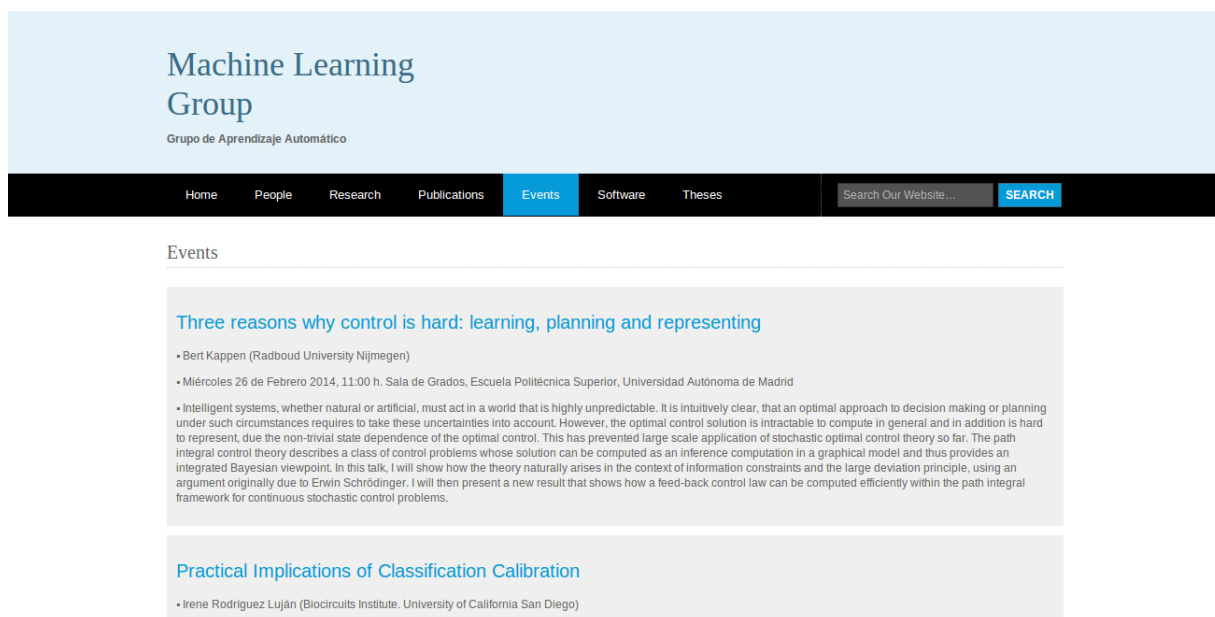 Machine Learning
Group
Grupo de Aprendizaje Automático
Home People Research Publications Events Software Theses Search Our Website… SEARCH
Events
Three reasons why control is hard: learning, planning and representing
▪ Bert Kappen (Radboud University Nijmegen)
▪ Miércoles 26 de Febrero 2014, 11:00 h. Sala de Grados, Escuela Politécnica Superior, Universidad Autónoma de Madrid
▪ Intelligent systems, whether natural or artificial, must act in a world that is highly unpredictable. It is intuitively clear, that an optimal approach to decision making or planning
under such circumstances requires to take these uncertainties into account. However, the optimal control solution is intractable to compute in general and in addition is hard
to represent, due the non-trivial state dependence of the optimal control. This has prevented large scale application of stochastic optimal control theory so far. The path
integral control theory describes a class of control problems whose solution can be computed as an inference computation in a graphical model and thus provides an
integrated Bayesian viewpoint. In this talk, I will show how the theory naturally arises in the context of information constraints and the large deviation principle, using an
argument originally due to Erwin Schrödinger. I will then present a new result that shows how a feed-back control law can be computed efficiently within the path integral
framework for continuous stochastic control problems.
Practical Implications of Classification Calibration
▪ Irene Rodríguez Luján (Biocircuits Institute. University of California San Diego)